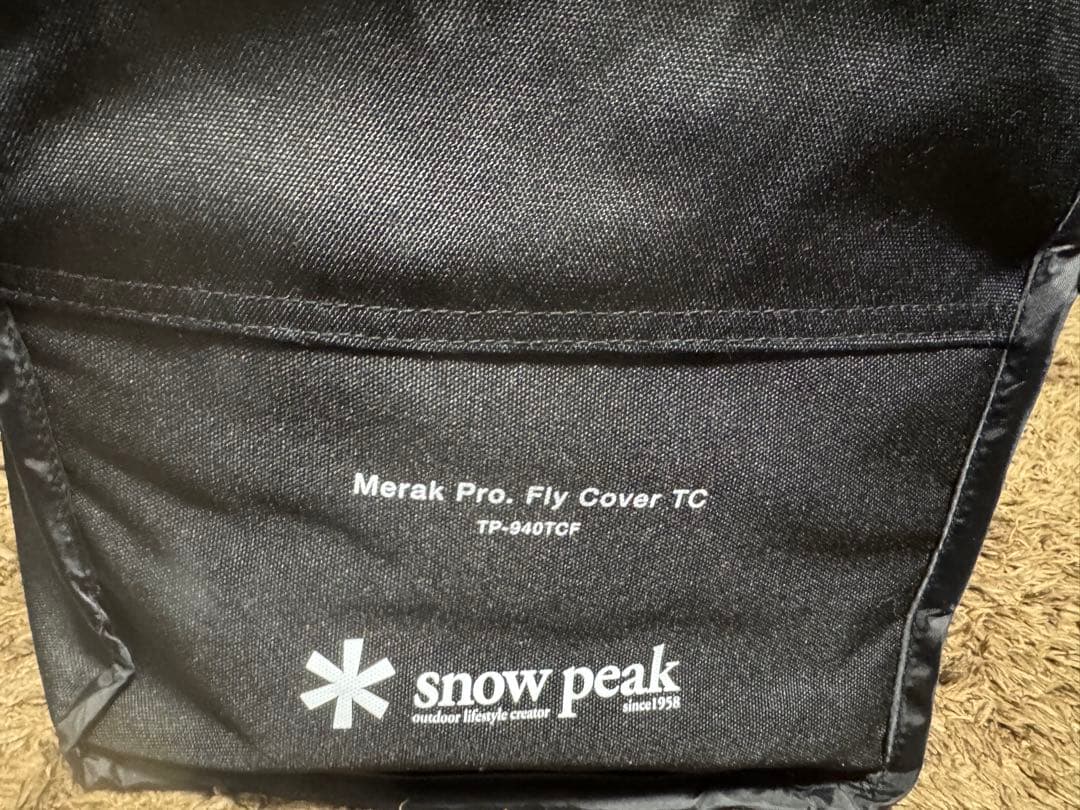 Merak Pro. Fly Cover TC
TP-940TCF
snow peak
outdoor lifestyle creator since1958